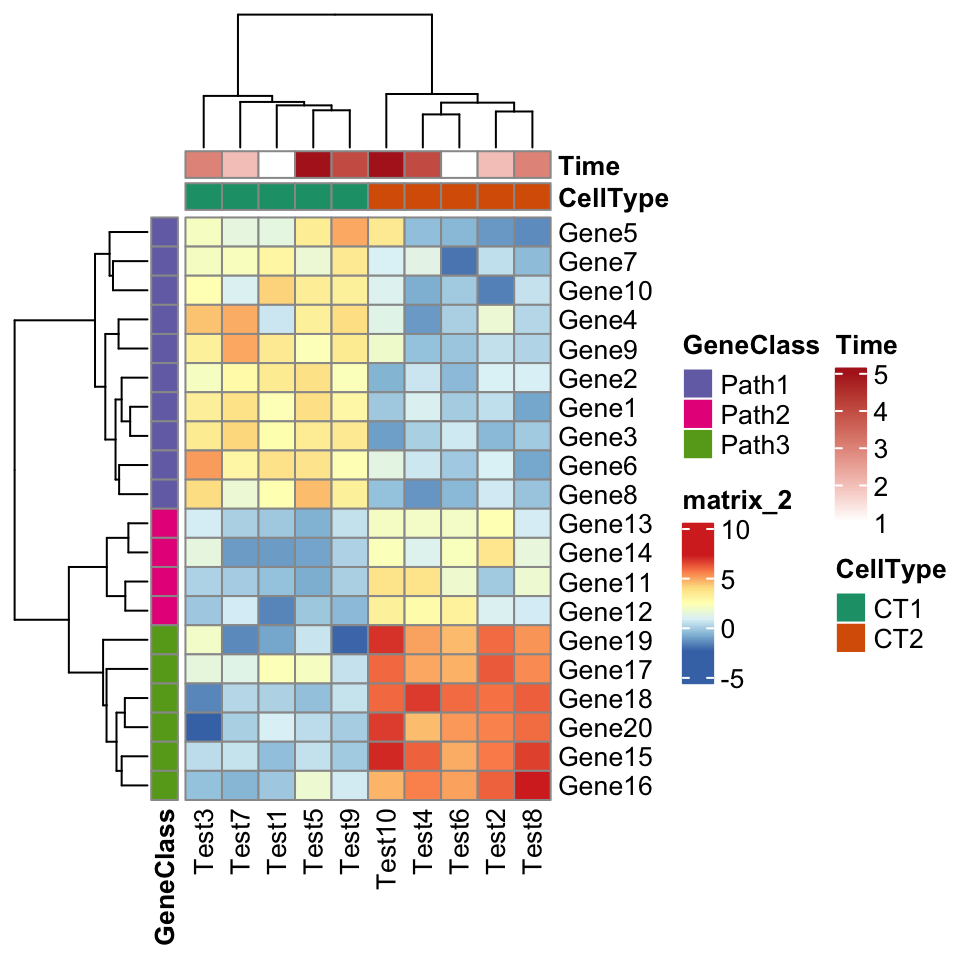 Time
CellType
Gene5
Gene7
Gene10
Gene4
Gene9
Gene2
Gene1
Gene3
Gene6
Gene8
Gene13
Gene14
Gene11
Gene12
Gene19
Gene17
Gene18
Gene20
Gene15
Gene16
GeneClass
Test3
Test7
Test1
Test5
Test9
Test10
Test4
Test6
Test2
Test8
GeneClass
Path1
Path2
Path3
matrix_2
10
5
0
-5
Time
5
4
3
2
1
CellType
CT1
CT2